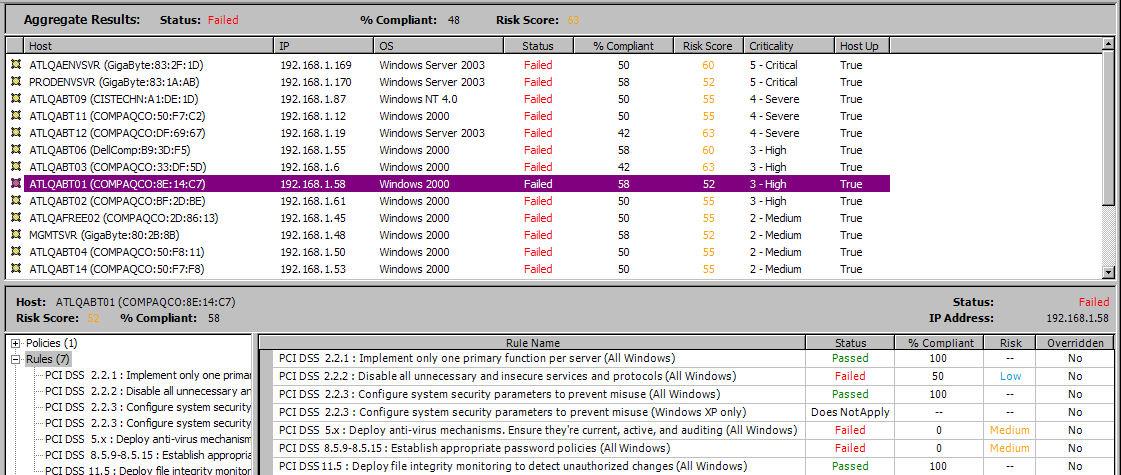 Aggregate Results: Status: Failed % Compliant: 48 Risk Score: 63
Host IP OS Status % Compliant Risk Score Criticality Host Up
ATLQAENVSVR (GigaByte:83:2F:1D) 192.168.1.169 Windows Server 2003 Failed 50 60 5 - Critical True
PRODENVSVR (GigaByte:83:1A:AB) 192.168.1.170 Windows Server 2003 Failed 58 52 5 - Critical True
ATLQABT09 (CISTECHN:A1:DE:1D) 192.168.1.87 Windows NT 4.0 Failed 50 55 4 - Severe True
ATLQABT11 (COMPAQCO:50:F7:C2) 192.168.1.12 Windows 2000 Failed 50 55 4 - Severe True
ATLQABT12 (COMPAQCO:DF:69:67) 192.168.1.19 Windows Server 2003 Failed 42 63 4 - Severe True
ATLQABT06 (DellComp:B9:3D:F5) 192.168.1.55 Windows 2000 Failed 58 60 3 - High True
ATLQABT03 (COMPAQCO:33:DF:5D) 192.168.1.6 Windows 2000 Failed 42 63 3 - High True
ATLQABT01 (COMPAQCO:8E:14:C7) 192.168.1.58 Windows 2000 Failed 58 52 3 - High True
ATLQABT02 (COMPAQCO:BF:2D:BE) 192.168.1.61 Windows 2000 Failed 50 55 3 - High True
ATLQAFREE02 (COMPAQCO:2D:86:13) 192.168.1.45 Windows 2000 Failed 50 55 2 - Medium True
MGMTSVR (GigaByte:80:2B:8B) 192.168.1.48 Windows 2000 Failed 58 52 2 - Medium True
ATLQABT04 (COMPAQCO:50:F8:11) 192.168.1.50 Windows 2000 Failed 50 55 2 - Medium True
ATLQABT14 (COMPAQCO:50:F7:F8) 192.168.1.53 Windows 2000 Failed 50 55 2 - Medium True
Host: ATLQABT01 (COMPAQCO:8E:14:C7) Status: Failed
Risk Score: 52 % Compliant: 58 IP Address: 192.168.1.58
Policies (1)
Rules (7)
PCI DSS 2.2.1 : Implement only one prima
PCI DSS 2.2.2 : Disable all unnecessary an
PCI DSS 2.2.3 : Configure system security
PCI DSS 2.2.3 : Configure system security
PCI DSS 5.x : Deploy anti-virus mechanism
PCI DSS 8.5.9-8.5.15 : Establish appropria
PCI DSS 11.5 : Deploy file integrity monitor
Rule Name Status % Compliant Risk Overridden
PCI DSS 2.2.1 : Implement only one primary function per server (All Windows) Passed 100 -- No
PCI DSS 2.2.2 : Disable all unnecessary and insecure services and protocols (All Windows) Failed 50 Low No
PCI DSS 2.2.3 : Configure system security parameters to prevent misuse (All Windows) Passed 100 -- No
PCI DSS 2.2.3 : Configure system security parameters to prevent misuse (Windows XP only) Does NotApply -- -- No
PCI DSS 5.x : Deploy anti-virus mechanisms. Ensure they're current, active, and auditing (All Windows) Failed 0 Medium No
PCI DSS 8.5.9-8.5.15 : Establish appropriate password policies (All Windows) Failed 0 Medium No
PCI DSS 11.5 : Deploy file integrity monitoring to detect unauthorized changes (All Windows) Passed 100 -- No